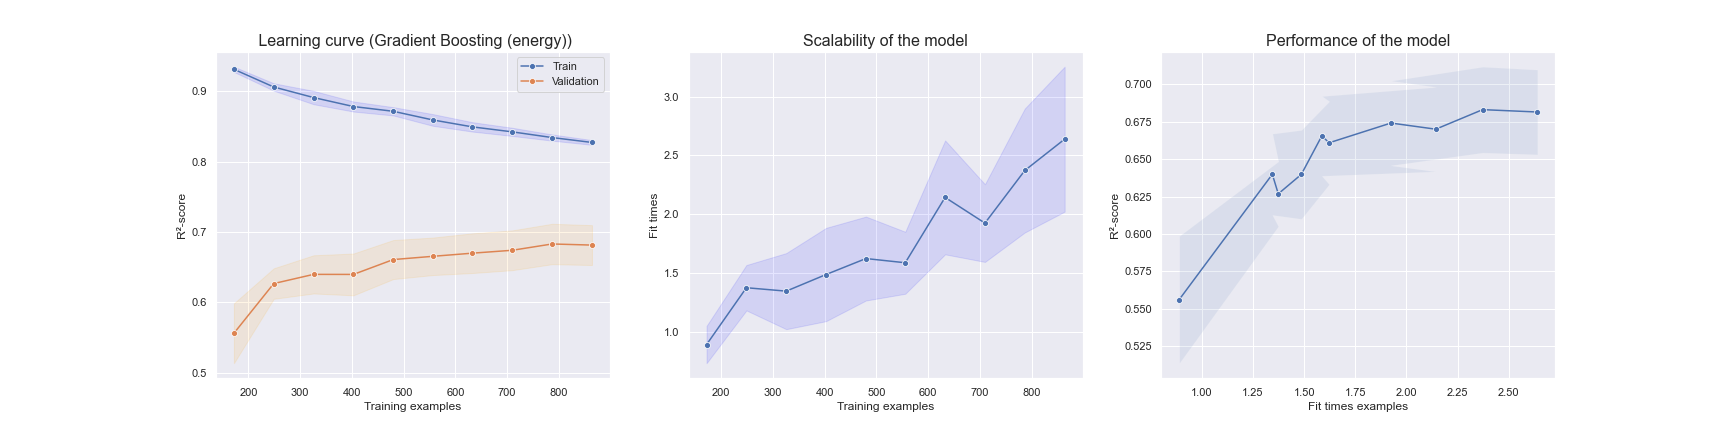 Learning curve (Gradient Boosting (energy))
Train
Validation
0.9
0.8
0.7
0.6
0.5
R²-score
200 300 400 500 600 700 800
Training examples
Scalability of the model
3.0
2.5
2.0
1.5
1.0
Fit times
200 300 400 500 600 700 800
Training examples
Performance of the model
0.700
0.675
0.650
0.625
0.600
0.575
0.550
0.525
R²-score
1.00 1.25 1.50 1.75 2.00 2.25 2.50
Fit times examples